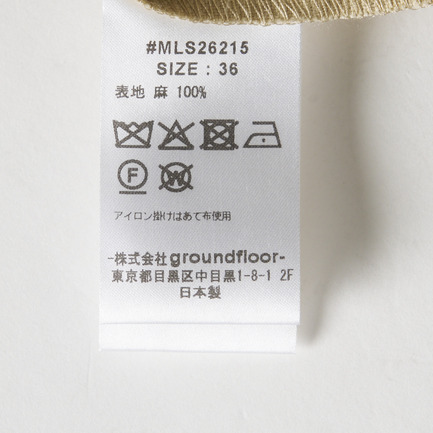 #MLS26215
SIZE : 36
表地 麻 100%
F
W
アイロン掛けはあて布使用
-株式会社groundfloor-
東京都目黒区中目黒1-8-1 2F
日本製